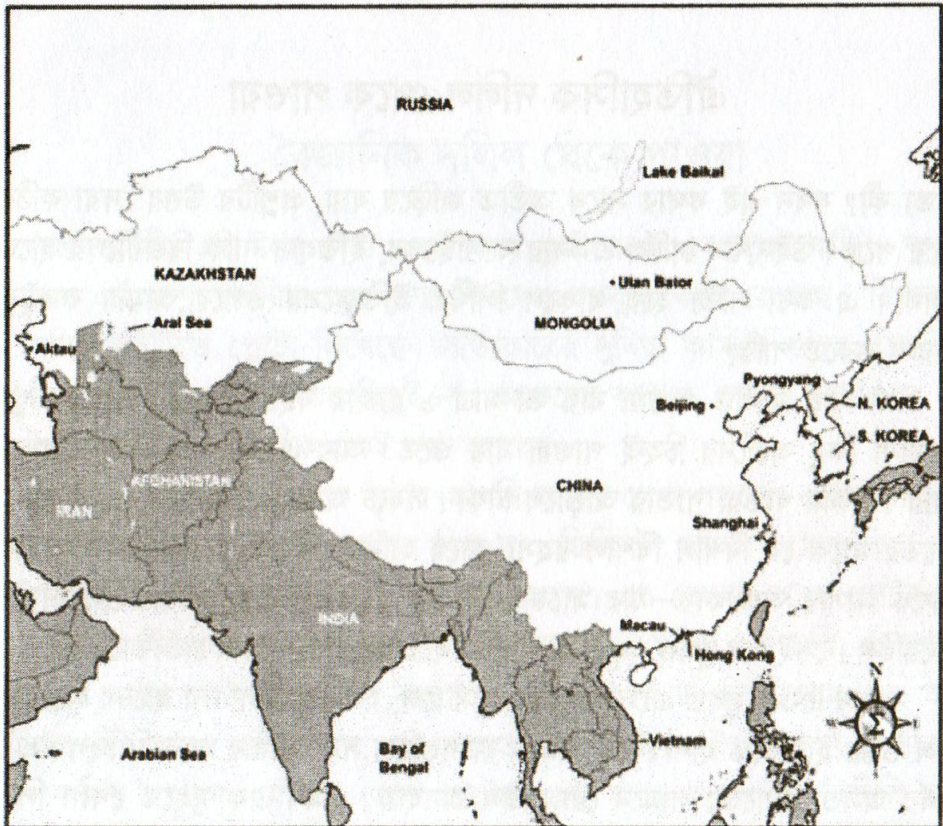 RUSSIA
Lake Baikal
KAZAKHSTAN
Ulan Bator
Aral Sea
MONGOLIA
Aktau
Pyongyang
Beijing
N. KOREA
S. KOREA
AFGHANISTAN
CHINA
IRAN
Shanghai
INDIA
Macau
Hong Kong
N
Vietnam
Arabian Sea
Bay of
Bengal